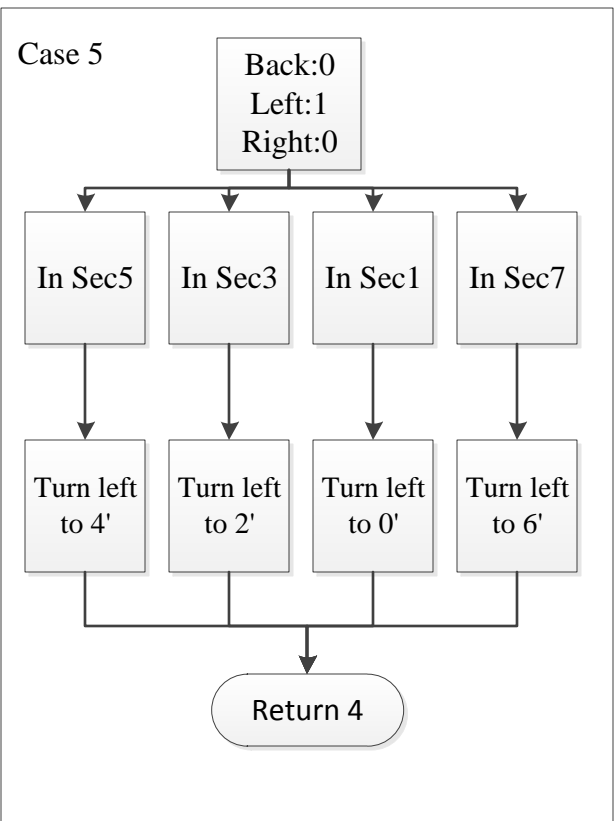 Case 5
Back:0
Left:1
Right:0
In Sec5
In Sec3
In Sec1
In Sec7
Turn left
to 4'
Turn left
to 2'
Turn left
to 0'
Turn left
to 6'
Return 4